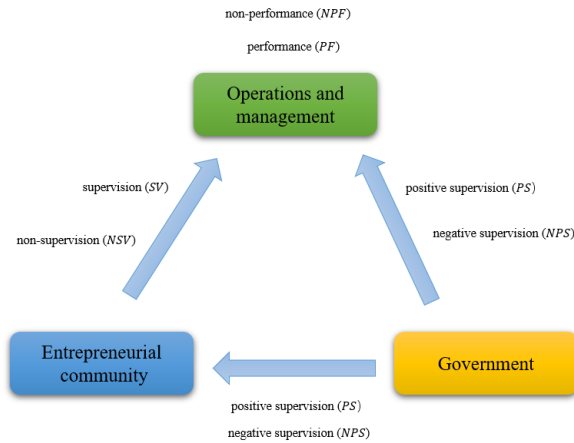 non-performance (NPF)
performance (PF)
Operations and
management
supervision (SV)
positive supervision (PS)
non-supervision (NSV)
negative supervision (NPS)
Entrepreneurial
community
Government
positive supervision (PS)
negative supervision (NPS)